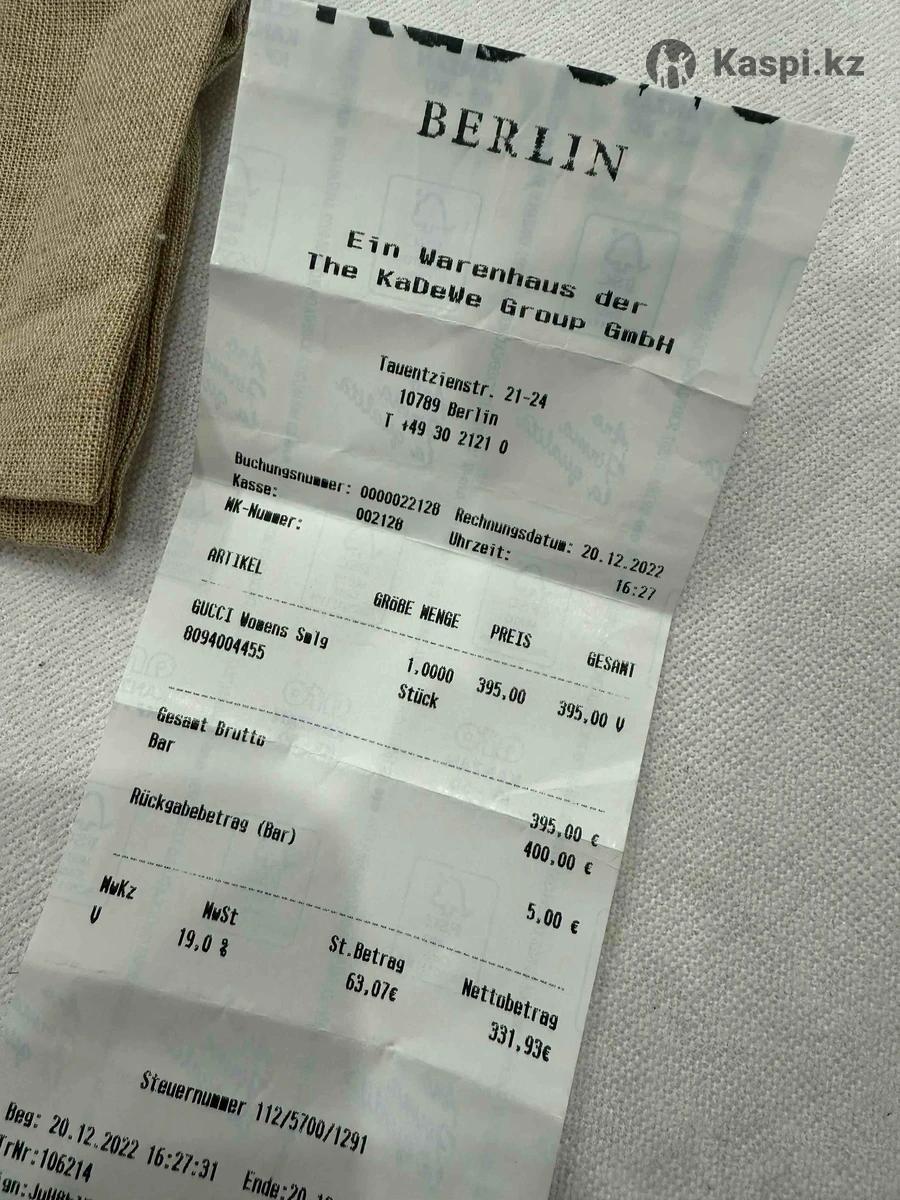 Kaspi.kz
BERLIN
Ein Warenhaus der
The KaDeWe Group GmbH
Tauentzienstr. 21-24
10789 Berlin
T +49 30 2121 0
Buchungsnummer: 0000022128 Rechnungsdatum: 20.12.2022
Kasse: 002128 Uhrzeit: 16:27
WK-Nummer:
ARTIKEL GRÖßE MENGE PREIS GESAMT
GUCCI Womens Smlg 1,0000 395,00 395,00 V
8094004455 Stück
Gesamt Brutto 395,00 €
Bar 400,00 €
Rückgabebetrag (Bar) 5,00 €
MwKz MwSt St.Betrag Nettobetrag
V 19,0 % 63,07€ 331,93€
Steuernummer 112/5700/1291
Beg: 20.12.2022 16:27:31 Ende:20
TrNr:106214